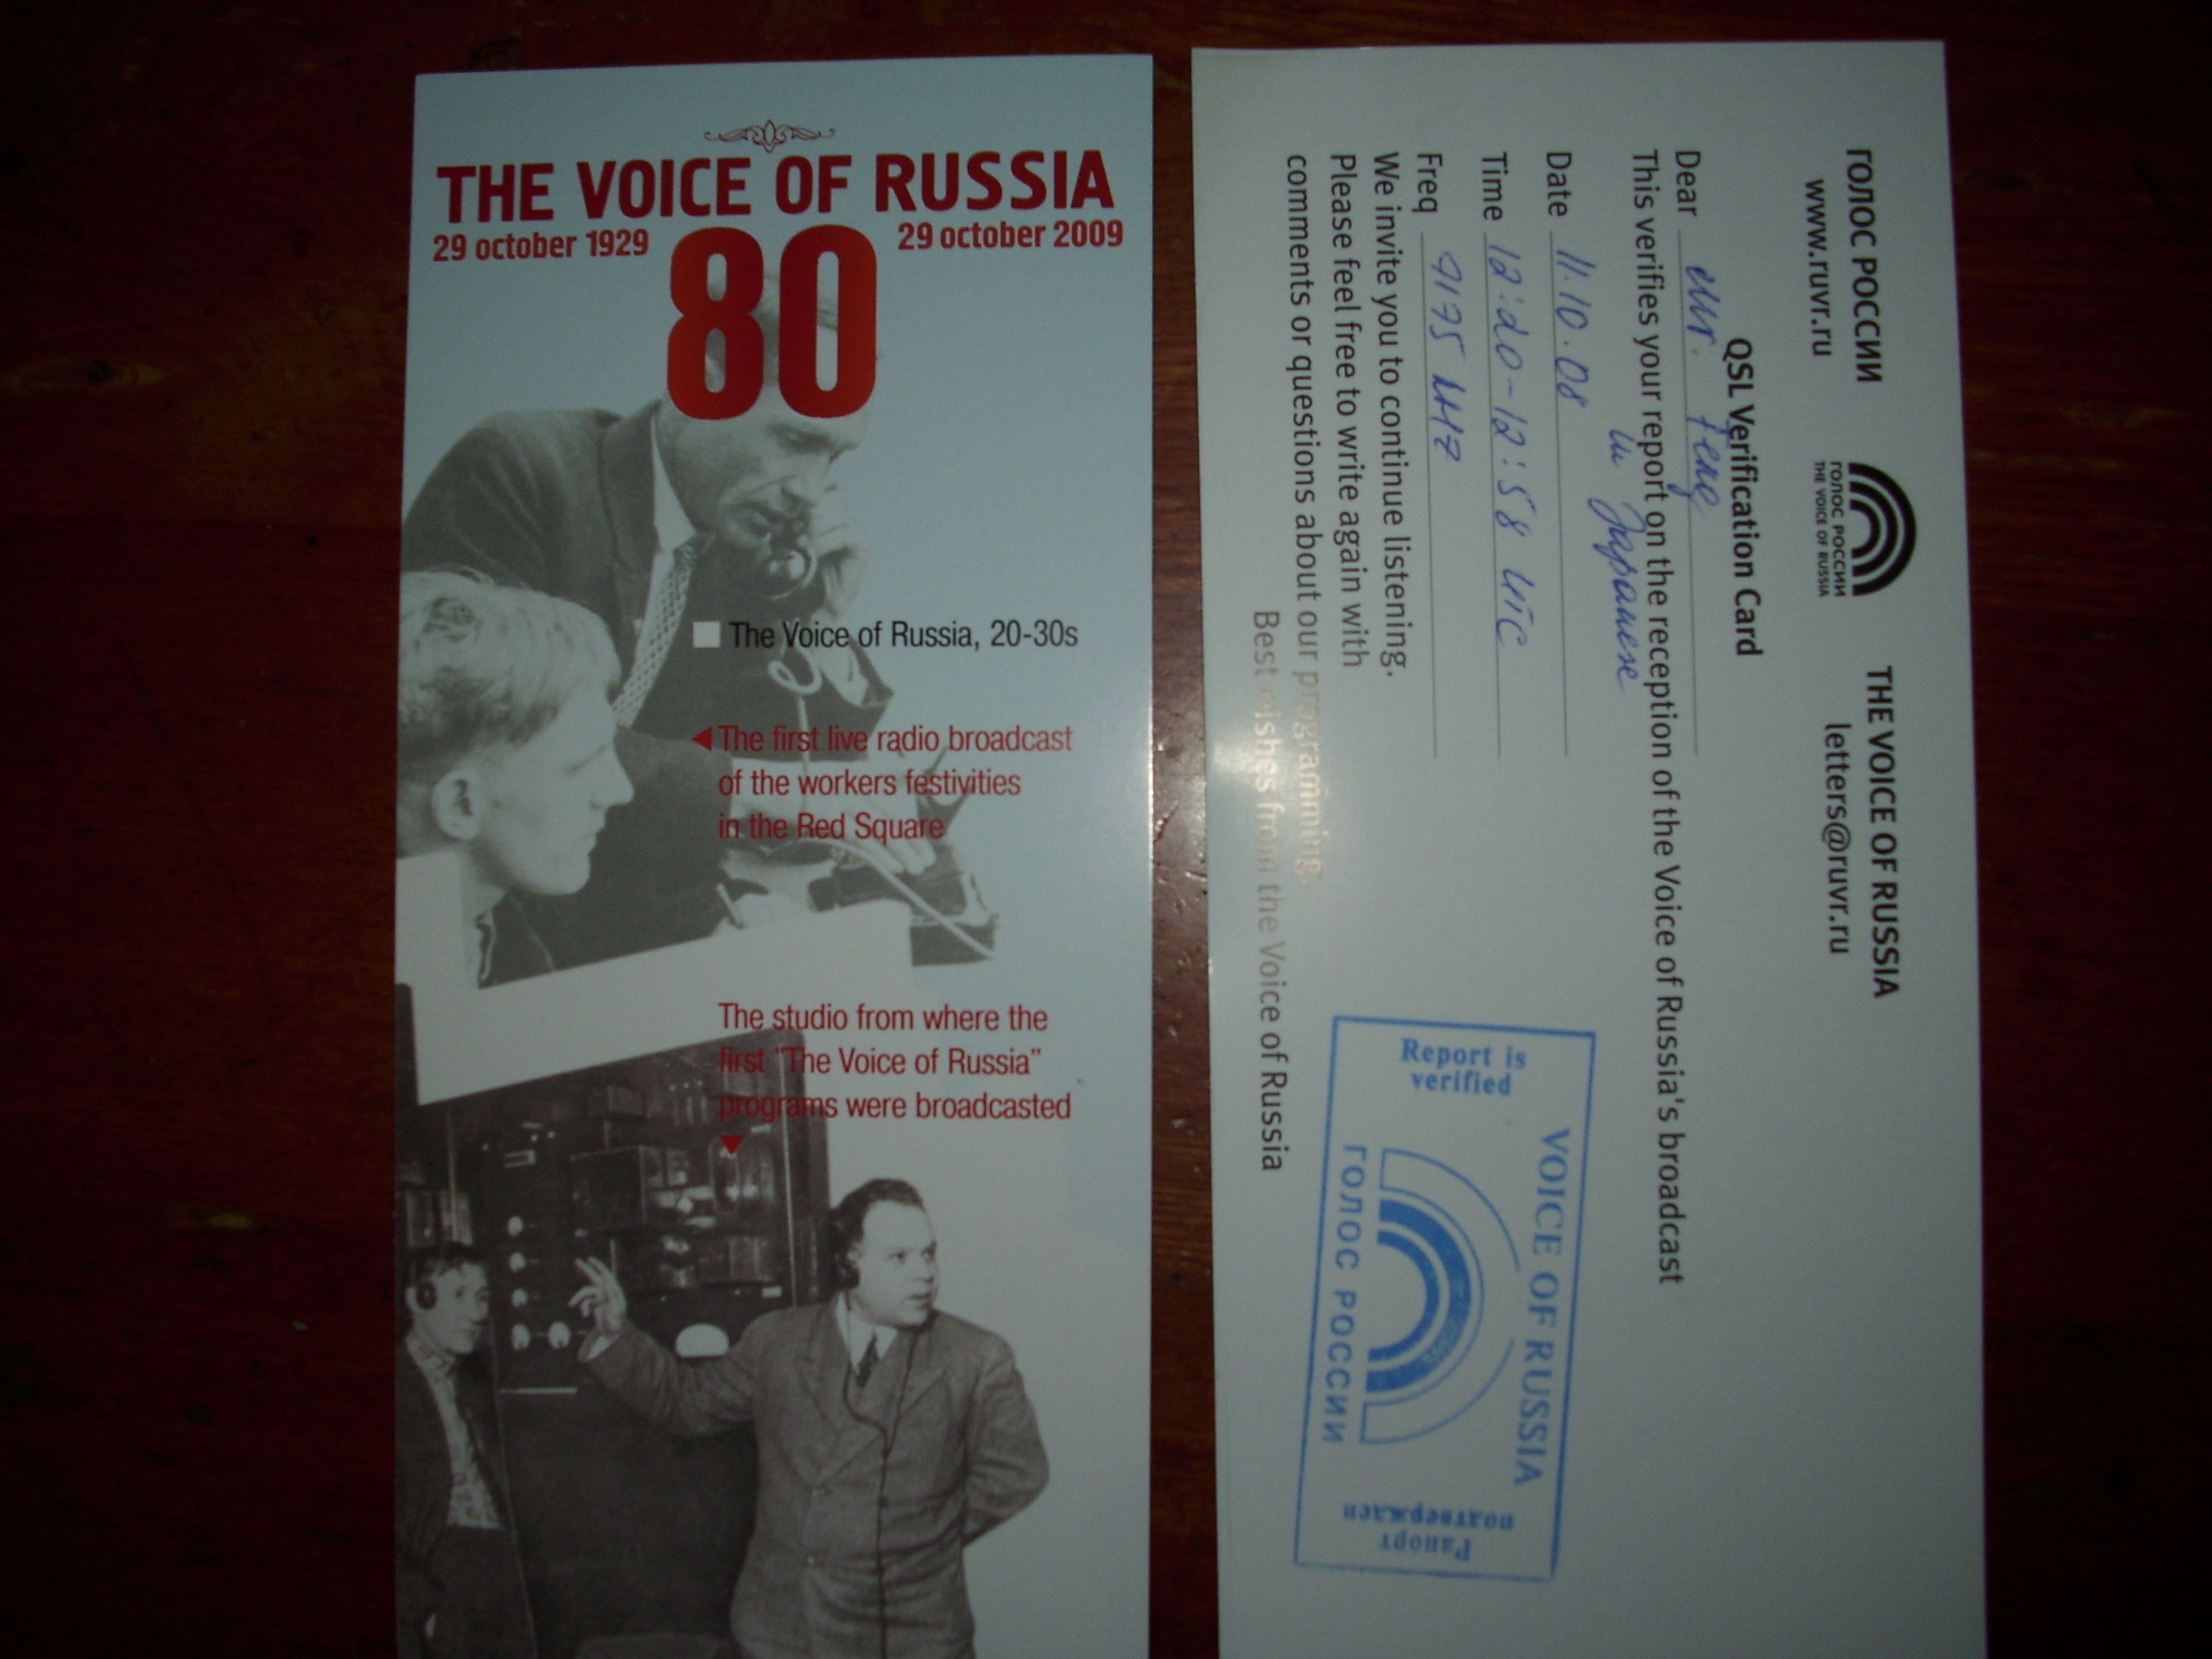 THE VOICE OF RUSSIA
29 october 1929
80
29 october 2009
The Voice of Russia, 20-30s
The first live radio broadcast
of the workers festivities
in the Red Square
The studio from where the
first "The Voice of Russia"
programs were broadcasted
ГОЛОС РОССИИ
www.ruvr.ru
ГОЛОС РОССИИ
THE VOICE OF RUSSIA
THE VOICE OF RUSSIA
letters@ruvr.ru
QSL Verification Card
Dear Mr.
This verifies your report on the reception of the Voice of Russia's broadcast
in Japanese
Date 11.10.08
Time 12:20-12:58 UTC
Freq
We invite you to continue listening.
Please feel free to write again with
comments or questions about our programming.
Best wishes from the Voice of Russia
Report is
verified
VOICE OF RUSSIA
ГОЛОС РОССИИ
Рапорт
подтвержден